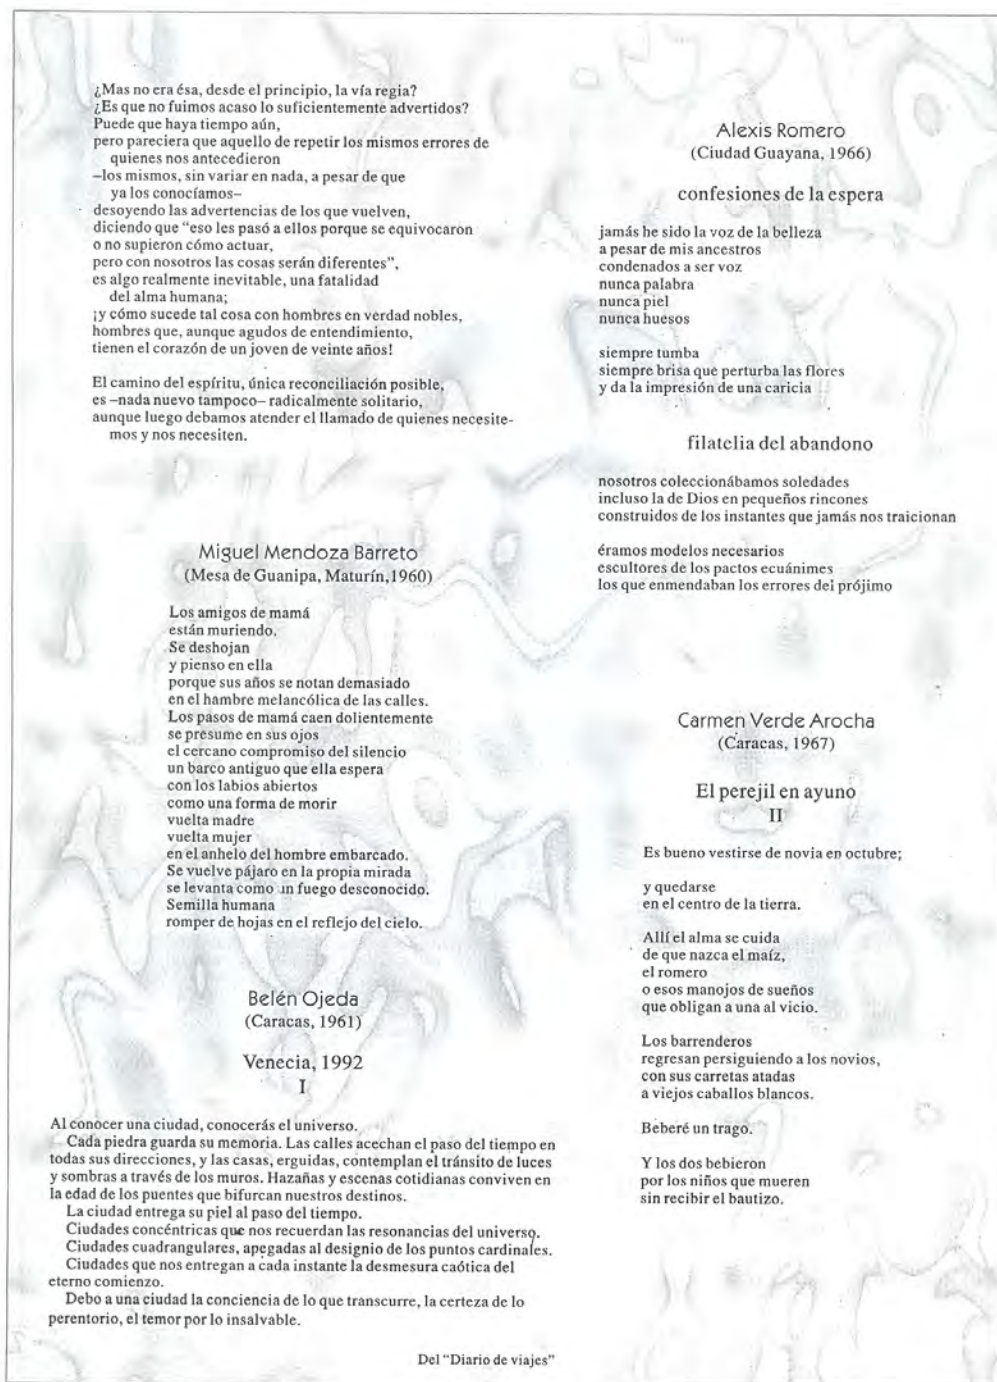 ¿Mas no era ésa, desde el principio, la vía regia?
¿Es que no fuimos acaso lo suficientemente advertidos?
Puede que haya tiempo aún,
pero pareciera que aquello de repetir los mismos errores de
quienes nos antecedieron
–los mismos, sin variar en nada, a pesar de que
ya los conocíamos–
desoyendo las advertencias de los que vuelven,
diciendo que “eso les pasó a ellos porque se equivocaron
o no supieron cómo actuar,
pero con nosotros las cosas serán diferentes”,
es algo realmente inevitable, una fatalidad
del alma humana;
¡y cómo sucede tal cosa con hombres en verdad nobles,
hombres que, aunque agudos de entendimiento,
tienen el corazón de un joven de veinte años!
El camino del espíritu, única reconciliación posible,
es –nada nuevo tampoco– radicalmente solitario,
aunque luego debamos atender el llamado de quienes necesite-
mos y nos necesiten.
Miguel Mendoza Barreto
(Mesa de Guanipa, Maturín,1960)
Los amigos de mamá
están muriendo.
Se deshojan
y pienso en ella
porque sus años se notan demasiado
en el hambre melancólica de las calles.
Los pasos de mamá caen dolientemente
se presume en sus ojos
el cercano compromiso del silencio
un barco antiguo que ella espera
con los labios abiertos
como una forma de morir
vuelta madre
vuelta mujer
en el anhelo del hombre embarcado.
Se vuelve pájaro en la propia mirada
se levanta como un fuego desconocido.
Semilla humana
romper de hojas en el reflejo del cielo.
Belén Ojeda
(Caracas, 1961)
Venecia, 1992
I
Al conocer una ciudad, conocerás el universo.
Cada piedra guarda su memoria. Las calles acechan el paso del tiempo en
todas sus direcciones, y las casas, erguidas, contemplan el tránsito de luces
y sombras a través de los muros. Hazañas y escenas cotidianas conviven en
la edad de los puentes que bifurcan nuestros destinos.
La ciudad entrega su piel al paso del tiempo.
Ciudades concéntricas que nos recuerdan las resonancias del universo.
Ciudades cuadrangulares, apegadas al designio de los puntos cardinales.
Ciudades que nos entregan a cada instante la desmesura caótica del
eterno comienzo.
Debo a una ciudad la conciencia de lo que transcurre, la certeza de lo
perentorio, el temor por lo insalvable.
Del “Diario de viajes”
Alexis Romero
(Ciudad Guayana, 1966)
confesiones de la espera
jamás he sido la voz de la belleza
a pesar de mis ancestros
condenados a ser voz
nunca palabra
nunca piel
nunca huesos
siempre tumba
siempre brisa que perturba las flores
y da la impresión de una caricia
filatelia del abandono
nosotros coleccionábamos soledades
incluso la de Dios en pequeños rincones
construidos de los instantes que jamás nos traicionan
éramos modelos necesarios
escultores de los pactos ecuánimes
los que enmendaban los errores del prójimo
Carmen Verde Arocha
(Caracas, 1967)
El perejil en ayuno
II
Es bueno vestirse de novia en octubre;
y quedarse
en el centro de la tierra.
Allí el alma se cuida
de que nazca el maíz,
el romero
o esos manojos de sueños
que obligan a una al vicio.
Los barrenderos
regresan persiguiendo a los novios,
con sus carretas atadas
a viejos caballos blancos.
Beberé un trago.
Y los dos bebieron
por los niños que mueren
sin recibir el bautizo.